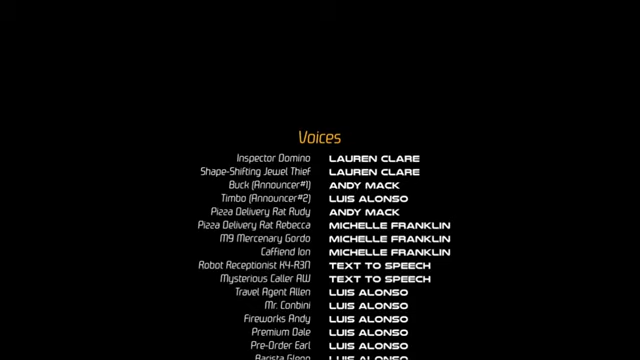 Voices
Inspector Domino LAUREN CLARE
Shape-Shifting Jewel Thief LAUREN CLARE
Buck (Announcer#1) ANDY MACK
Timbo (Announcer#2) LUIS ALONSO
Pizza Delivery Rat Rudy ANDY MACK
Pizza Delivery Rat Rebecca MICHELLE FRANKLIN
M9 Mercenary Gordo MICHELLE FRANKLIN
Caffiend Ion MICHELLE FRANKLIN
Robot Receptionist K4-R3N TEXT TO SPEECH
Mysterious Caller AW TEXT TO SPEECH
Travel Agent Allen LUIS ALONSO
Mr. Conbini LUIS ALONSO
Fireworks Andy LUIS ALONSO
Premium Dale LUIS ALONSO
Pre-Order Earl LUIS ALONSO
Barista Glenn LUIS ALONSO